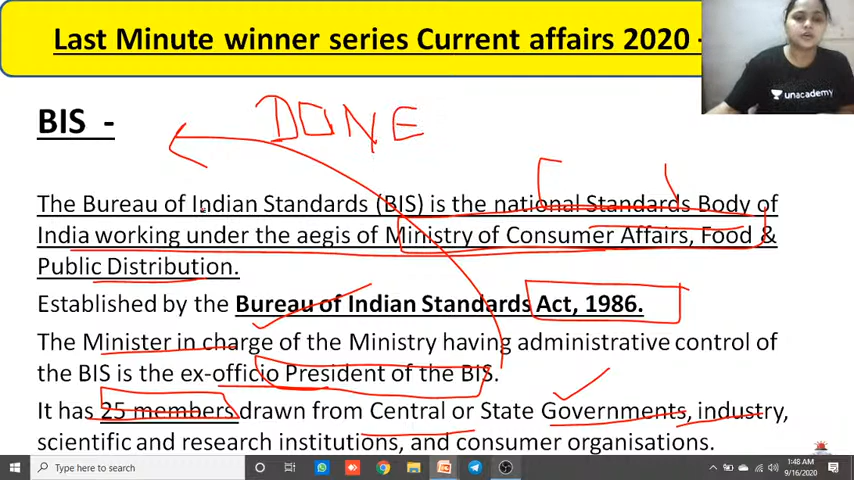 Last Minute winner series Current affairs 2020 -
unacademy
BIS -
DONE
The Bureau of Indian Standards (BIS) is the national Standards Body of
India working under the aegis of Ministry of Consumer Affairs, Food &
Public Distribution.
Established by the Bureau of Indian Standards Act, 1986.
The Minister in charge of the Ministry having administrative control of
the BIS is the ex-officio President of the BIS.
It has 25 members drawn from Central or State Governments, industry,
scientific and research institutions, and consumer organisations.
Type here to search
1:48 AM
9/16/2020